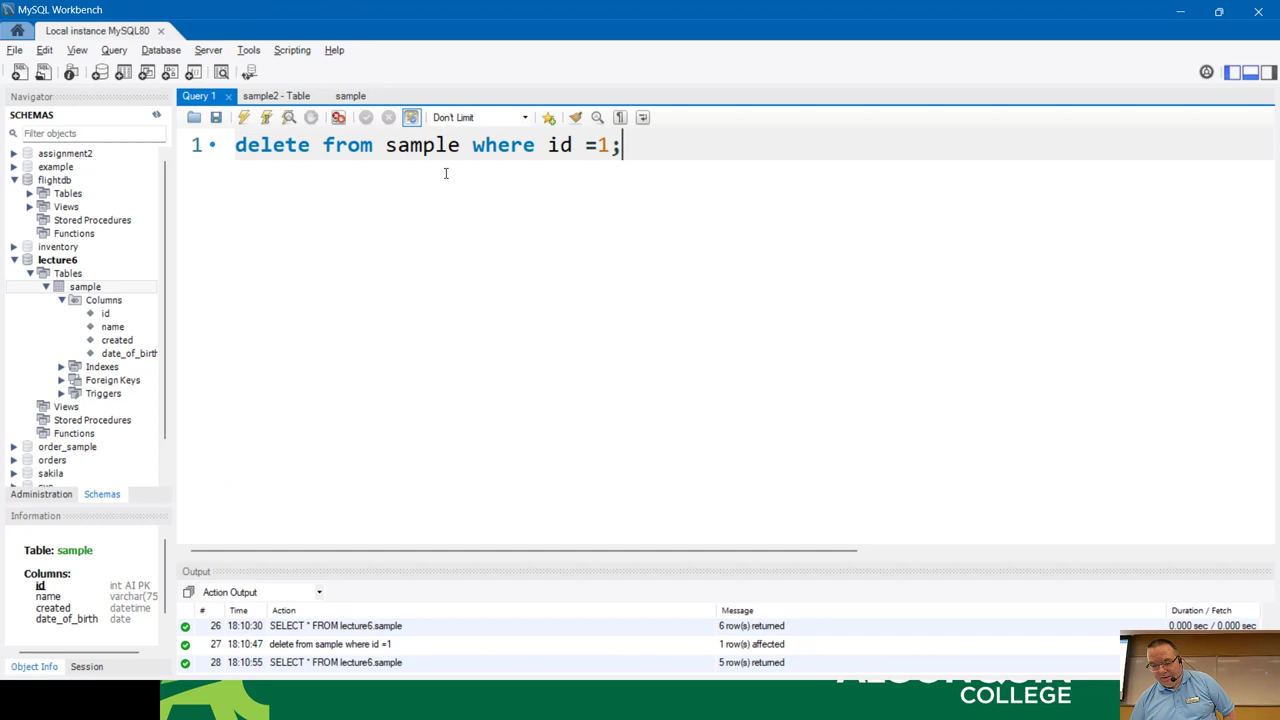 MySQL Workbench
Local instance MySQL80
File Edit View Query Database Server Tools Scripting Help
Navigator
SCHEMAS
Filter objects
assignment2
example
flightdb
Tables
Views
Stored Procedures
Functions
inventory
lecture6
Tables
sample
Columns
id
name
created
date_of_birth
Indexes
Foreign Keys
Triggers
Views
Stored Procedures
Functions
order_sample
orders
sakila
Administration Schemas
Information
Table: sample
Columns:
id int AI PK
name varchar(75
created datetime
date_of_birth date
Object Info Session
Query 1 sample2 - Table sample
Don't Limit
1 delete from sample where id =1;
Output
Action Output
# Time Action Message Duration / Fetch
26 18:10:30 SELECT * FROM lecture6.sample 6 row(s) returned 0.000 sec / 0.000 sec
27 18:10:47 delete from sample where id =1 1 row(s) affected
28 18:10:55 SELECT * FROM lecture6.sample 5 row(s) returned
ALGONQUIN
COLLEGE